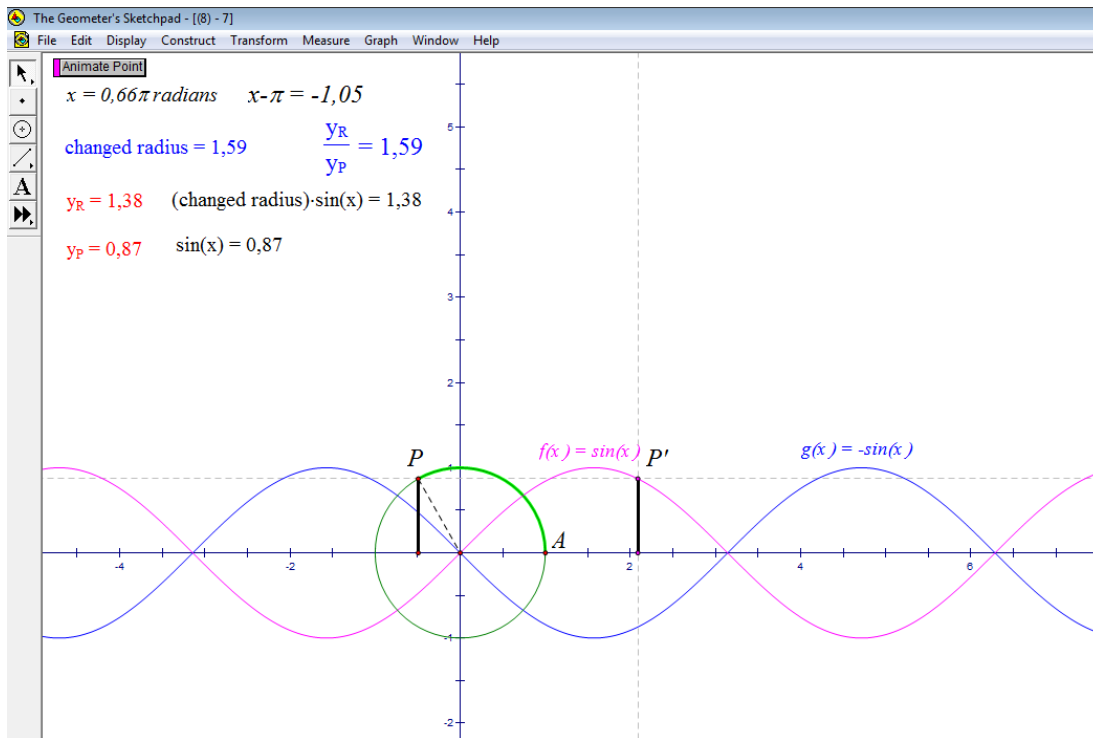 The Geometer's Sketchpad - [(8) - 7]
File Edit Display Construct Transform Measure Graph Window Help
Animate Point
x = 0,66π radians x-π = -1,05
changed radius = 1,59 yR/yP = 1,59
yR = 1,38 (changed radius)·sin(x) = 1,38
yP = 0,87 sin(x) = 0,87
A
5
4
3
2
f(x) = sin(x) P' g(x) = -sin(x)
P
A
-4 -2 2 4 6
-1
-2